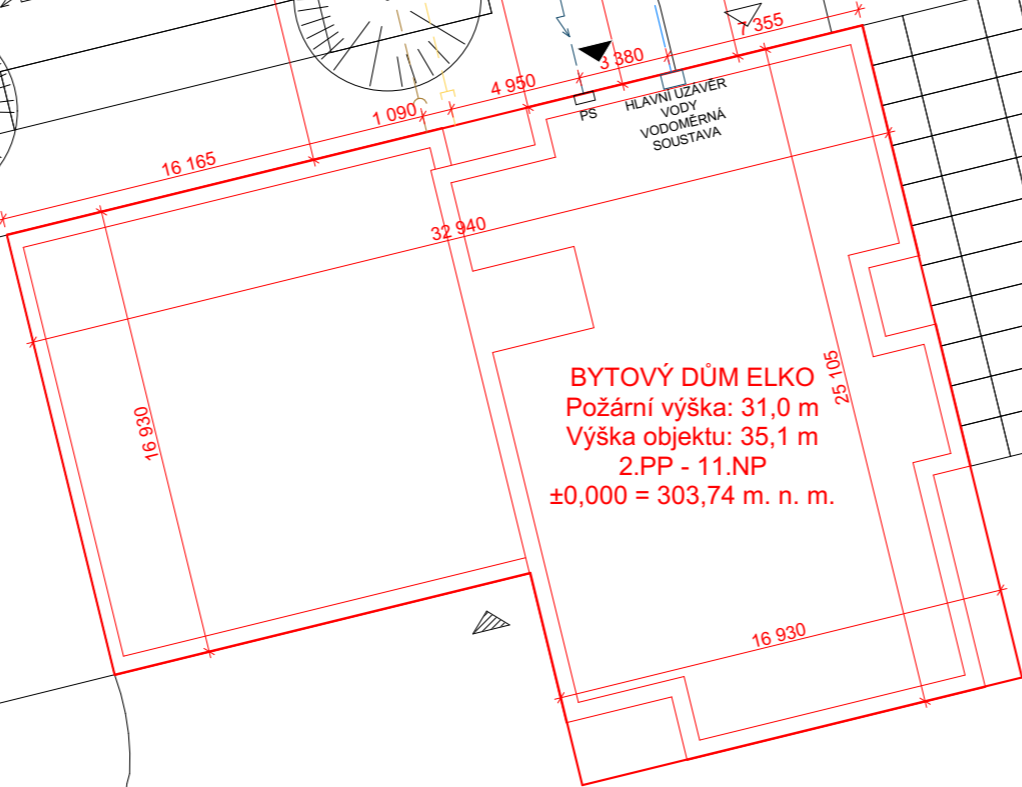 7 355
3 380
4 950
1 090
16 165
PS
HLAVNÍ UZÁVĚR
VODY
VODOMĚRNÁ
SOUSTAVA
32 940
16 930
25 105
BYTOVÝ DŮM ELKO
Požární výška: 31,0 m
Výška objektu: 35,1 m
2.PP - 11.NP
±0,000 = 303,74 m. n. m.
16 930